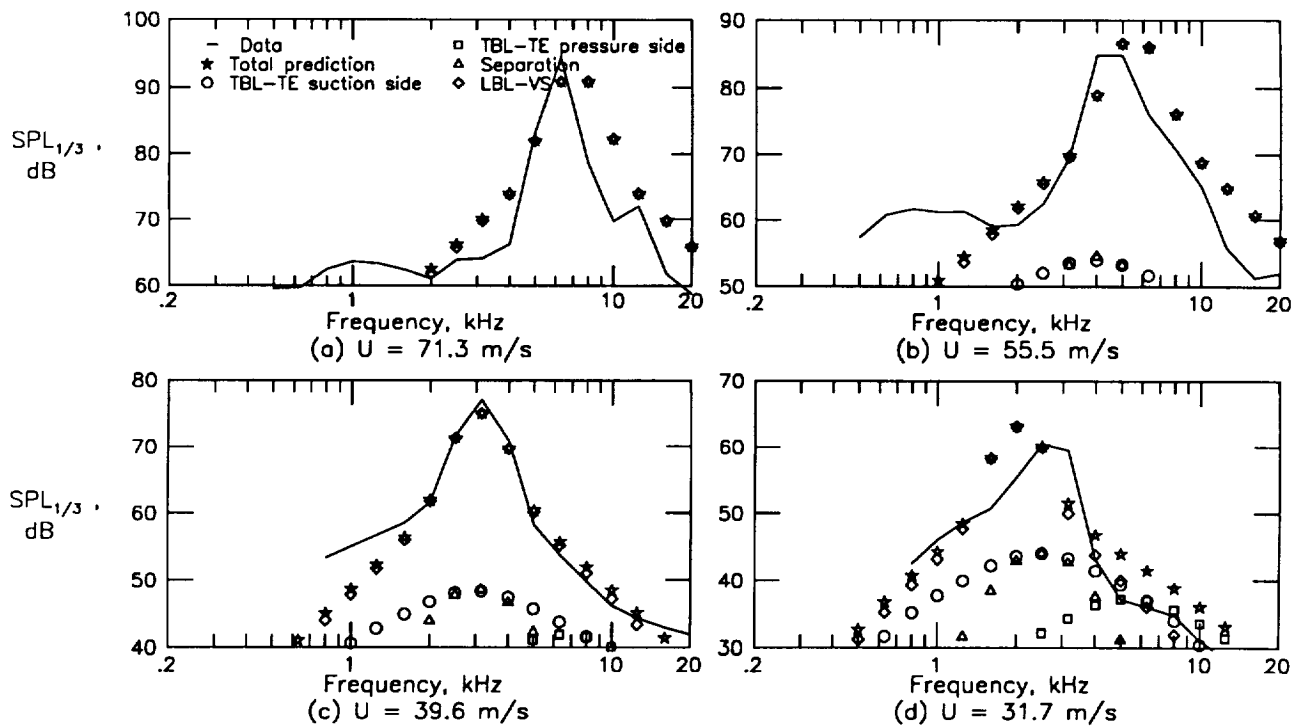 100
90
80
70
60
SPL1/3 ,
dB
— Data
★ Total prediction
○ TBL-TE suction side
□ TBL-TE pressure side
△ Separation
◇ LBL-VS
.2 1 10 20
Frequency, kHz
(a) U = 71.3 m/s
90
80
70
60
50
.2 1 10 20
Frequency, kHz
(b) U = 55.5 m/s
80
70
60
50
40
SPL1/3 ,
dB
.2 1 10 20
Frequency, kHz
(c) U = 39.6 m/s
70
60
50
40
30
.2 1 10 20
Frequency, kHz
(d) U = 31.7 m/s